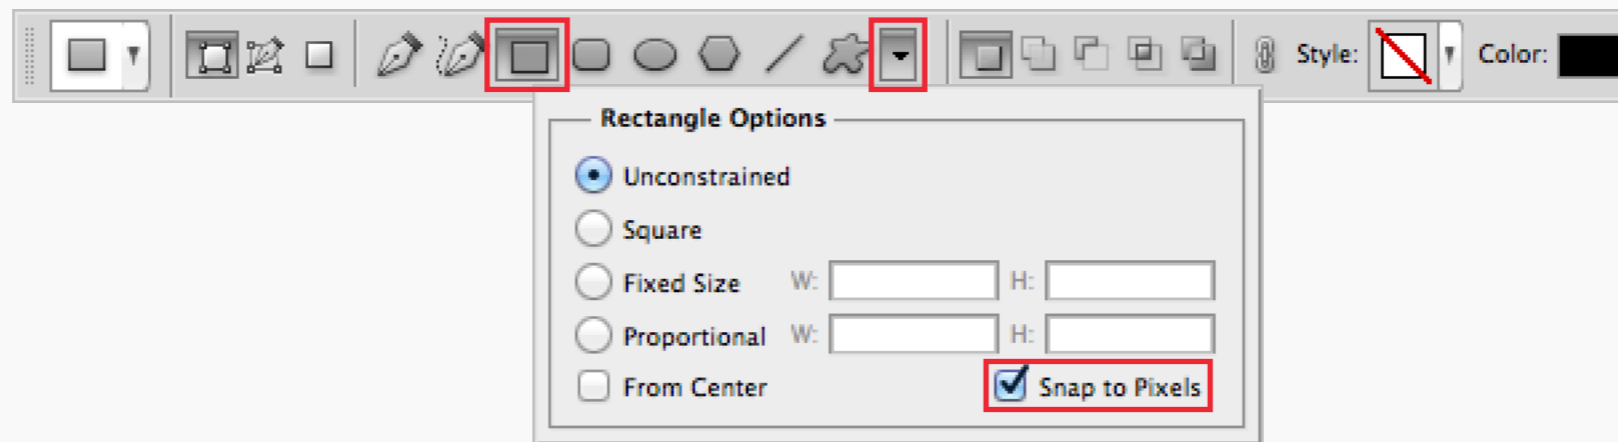 Style: Color:
Rectangle Options
Unconstrained
Square
Fixed Size W: H:
Proportional W: H:
From Center Snap to Pixels